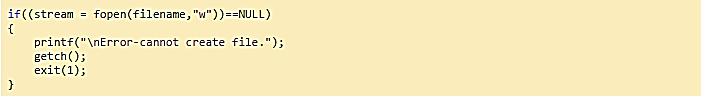 if((stream = fopen(filename,"w"))==NULL)
{
    printf("\nError-cannot create file.");
    getch();
    exit(1);
}